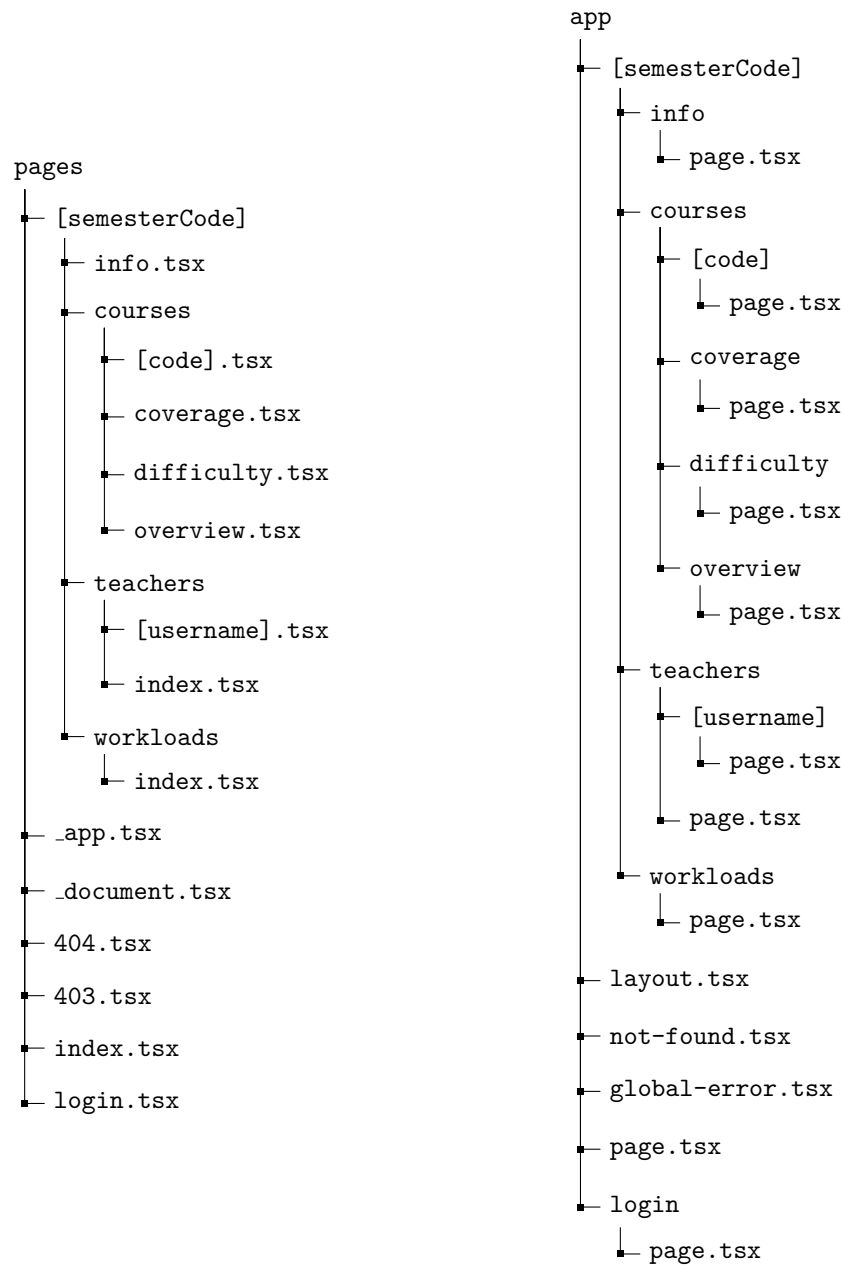 pages
[semesterCode]
info.tsx
courses
[code].tsx
coverage.tsx
difficulty.tsx
overview.tsx
teachers
[username].tsx
index.tsx
workloads
index.tsx
_app.tsx
_document.tsx
404.tsx
403.tsx
index.tsx
login.tsx
app
[semesterCode]
info
page.tsx
courses
[code]
page.tsx
coverage
page.tsx
difficulty
page.tsx
overview
page.tsx
teachers
[username]
page.tsx
page.tsx
workloads
page.tsx
layout.tsx
not-found.tsx
global-error.tsx
page.tsx
login
page.tsx